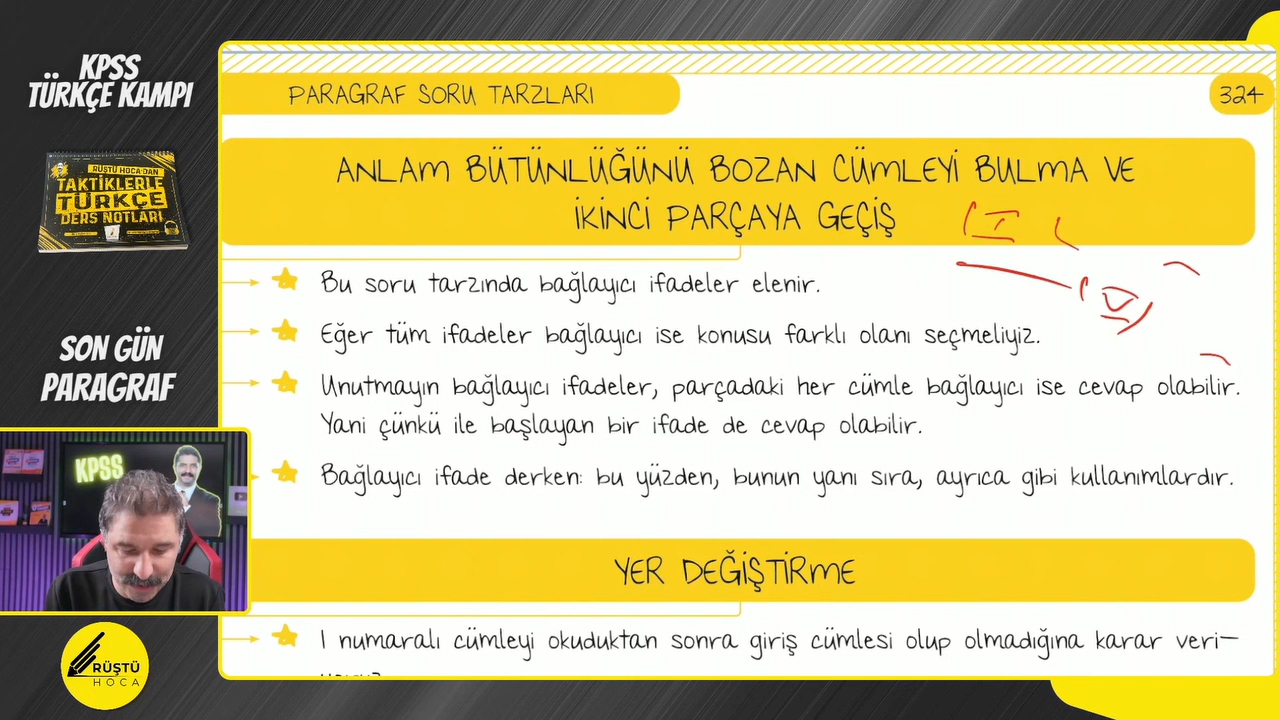 KPSS
TÜRKÇE KAMPI
RÜŞTÜ HOCA'DAN
TAKTİKLERLE
TÜRKÇE
DERS NOTLARI
SON GÜN
PARAGRAF
KPSS
RÜŞTÜ
HOCA
PARAGRAF SORU TARZLARI
324
ANLAM BÜTÜNLÜĞÜNÜ BOZAN CÜMLEYİ BULMA VE
İKİNCİ PARÇAYA GEÇİŞ
(I (
(V)
Bu soru tarzında bağlayıcı ifadeler elenir.
Eğer tüm ifadeler bağlayıcı ise konusu farklı olanı seçmeliyiz.
Unutmayın bağlayıcı ifadeler, parçadaki her cümle bağlayıcı ise cevap olabilir.
Yani çünkü ile başlayan bir ifade de cevap olabilir.
Bağlayıcı ifade derken: bu yüzden, bunun yanı sıra, ayrıca gibi kullanımlardır.
YER DEĞİŞTİRME
I numaralı cümleyi okuduktan sonra giriş cümlesi olup olmadığına karar veri-